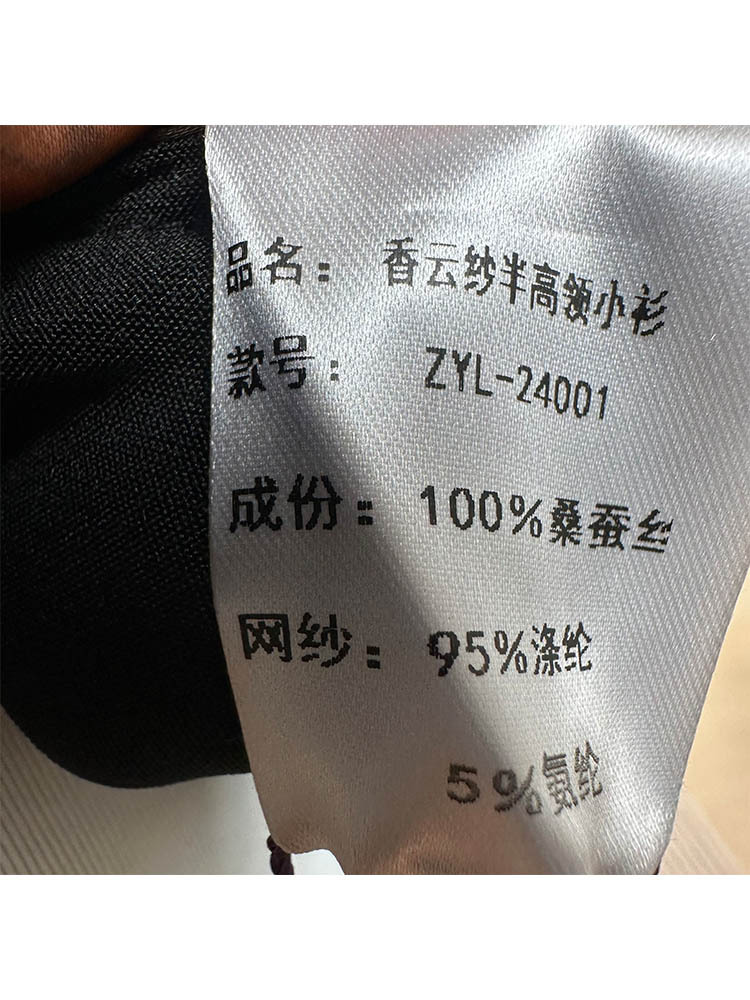 品名： 香云纱半高领小衫
款号： ZYL-24001
成份： 100%桑蚕丝
网纱： 95%涤纶
5%氨纶